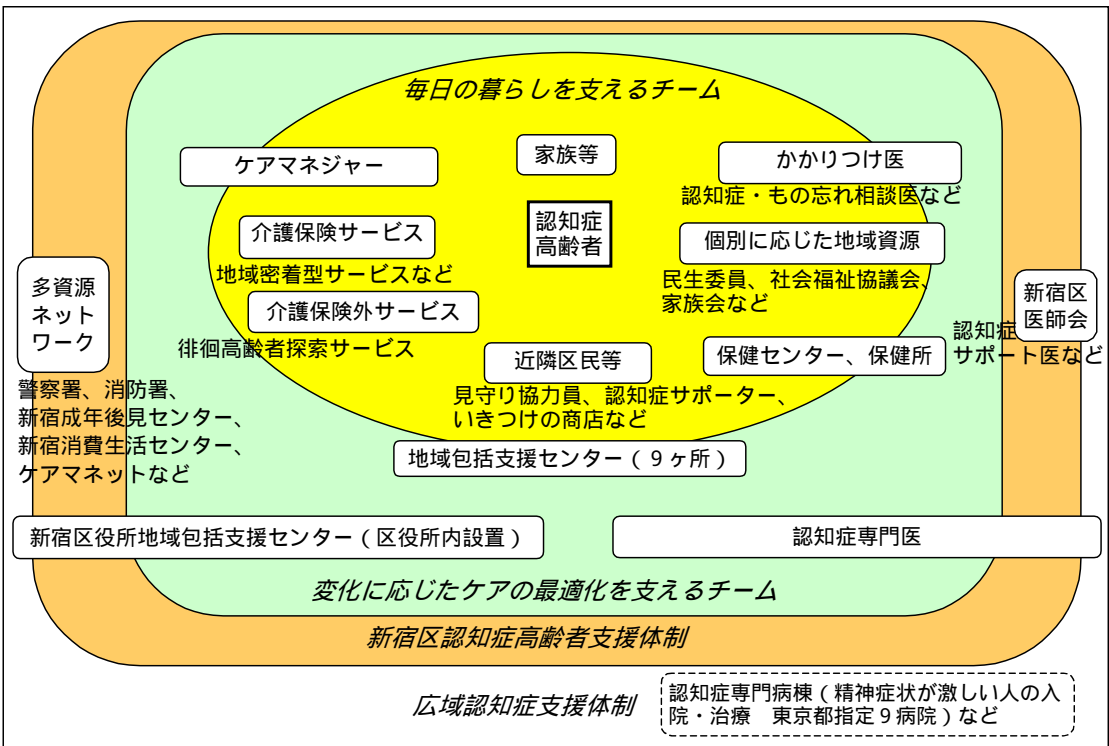 毎日の暮らしを支えるチーム
家族等
ケアマネジャー
かかりつけ医
認知症・もの忘れ相談医など
認知症
高齢者
介護保険サービス
地域密着型サービスなど
個別に応じた地域資源
民生委員、社会福祉協議会、
家族会など
多資源
ネット
ワーク
警察署、消防署、
新宿成年後見センター、
新宿消費生活センター、
ケアマネットなど
介護保険外サービス
徘徊高齢者探索サービス
近隣区民等
見守り協力員、認知症サポーター、
いきつけの商店など
保健センター、保健所
新宿区
医師会
認知症
サポート医など
地域包括支援センター（９ヶ所）
新宿区役所地域包括支援センター（区役所内設置）
認知症専門医
変化に応じたケアの最適化を支えるチーム
新宿区認知症高齢者支援体制
広域認知症支援体制
認知症専門病棟（精神症状が激しい人の入
院・治療　東京都指定９病院）など